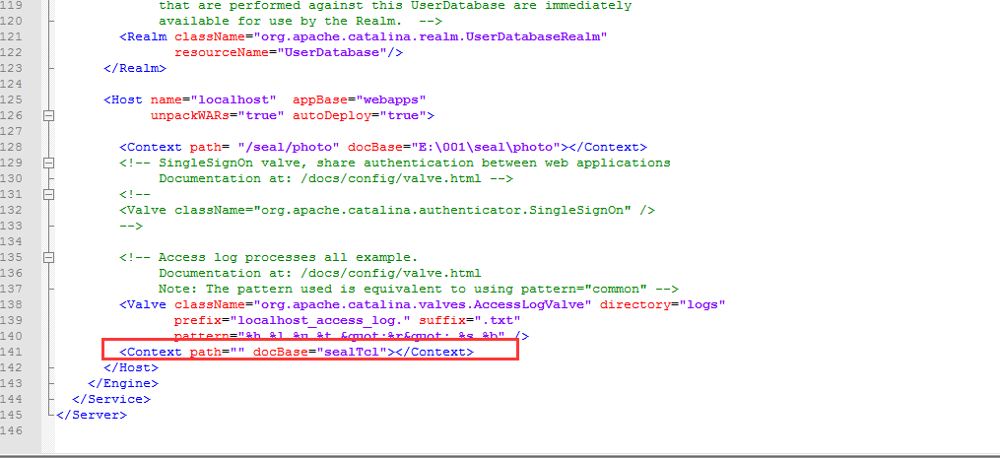 119 that are performed against this UserDatabase are immediately
120 available for use by the Realm. -->
121 <Realm className="org.apache.catalina.realm.UserDatabaseRealm"
122 resourceName="UserDatabase"/>
123 </Realm>
124
125 <Host name="localhost" appBase="webapps"
126 unpackWARs="true" autoDeploy="true">
127
128 <Context path= "/seal/photo" docBase="E:\001\seal\photo"></Context>
129 <!-- SingleSignOn valve, share authentication between web applications
130 Documentation at: /docs/config/valve.html -->
131 <!--
132 <Valve className="org.apache.catalina.authenticator.SingleSignOn" />
133 -->
134
135 <!-- Access log processes all example.
136 Documentation at: /docs/config/valve.html
137 Note: The pattern used is equivalent to using pattern="common" -->
138 <Valve className="org.apache.catalina.valves.AccessLogValve" directory="logs"
139 prefix="localhost_access_log." suffix=".txt"
140 pattern="%h %l %u %t &quot;%r&quot; %s %b" />
141 <Context path="" docBase="sealTcl"></Context>
142 </Host>
143 </Engine>
144 </Service>
145 </Server>
146